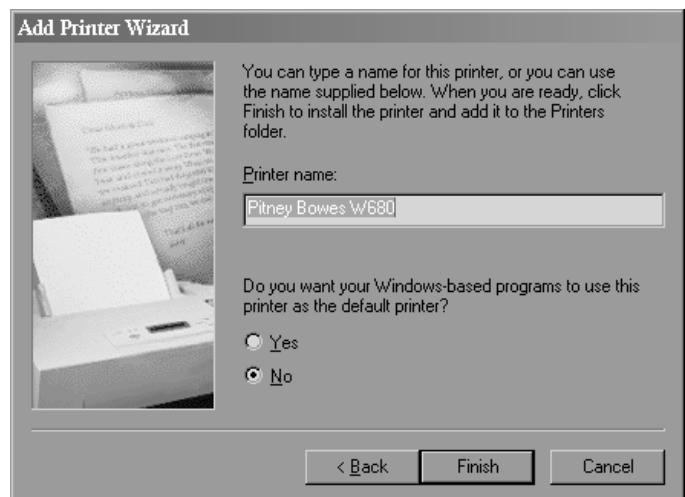 Add Printer Wizard
You can type a name for this printer, or you can use
the name supplied below. When you are ready, click
Finish to install the printer and add it to the Printers
folder.
Printer name:
Pitney Bowes W680
Do you want your Windows-based programs to use this
printer as the default printer?
Yes
No
< Back
Finish
Cancel